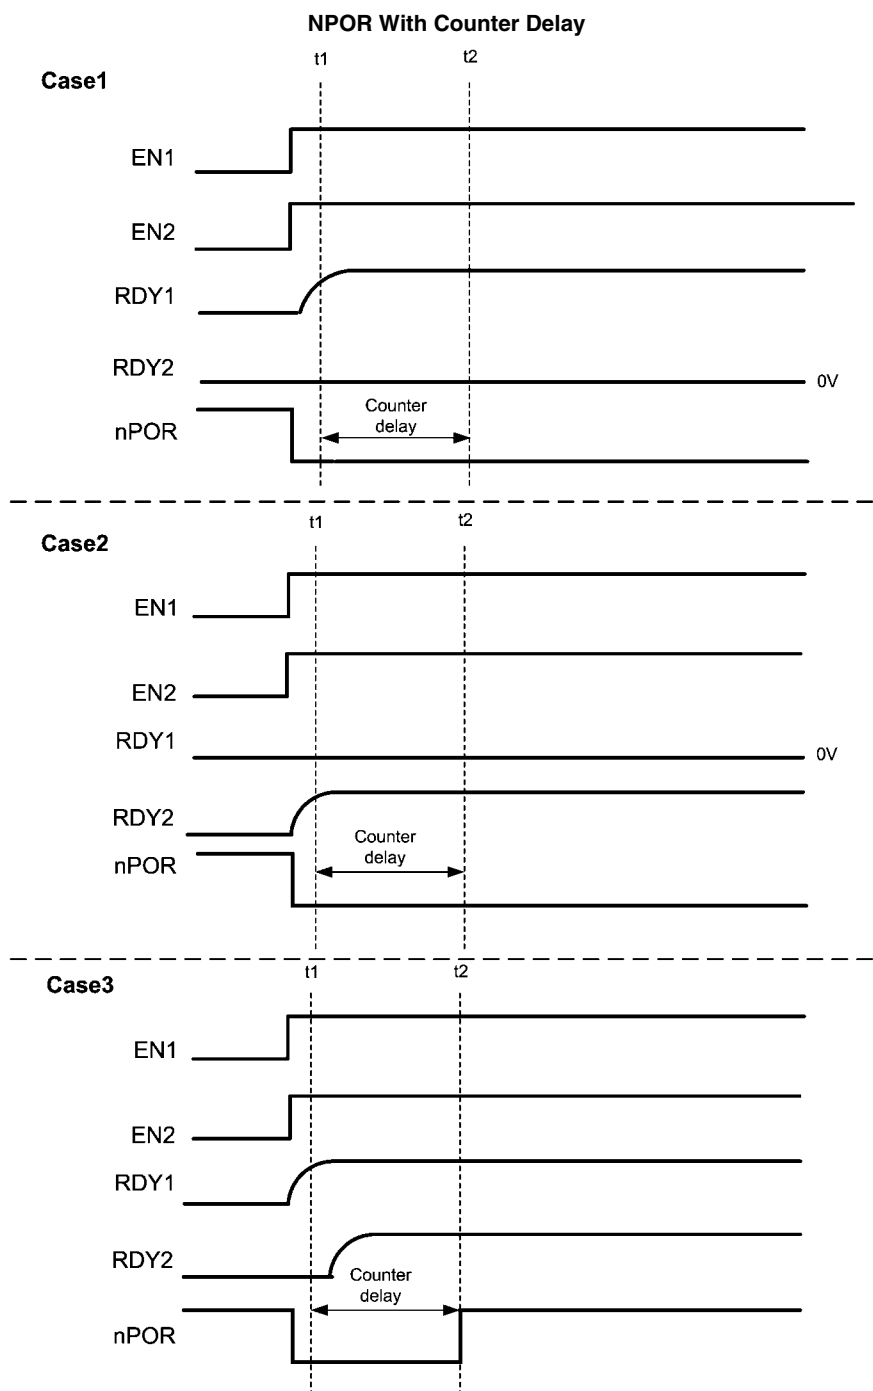 NPOR With Counter Delay
t1
t2
Case1
EN1
EN2
RDY1
RDY2
0V
Counter
delay
nPOR
t1
t2
Case2
EN1
EN2
RDY1
0V
RDY2
Counter
delay
nPOR
t1
t2
Case3
EN1
EN2
RDY1
RDY2
Counter
delay
nPOR